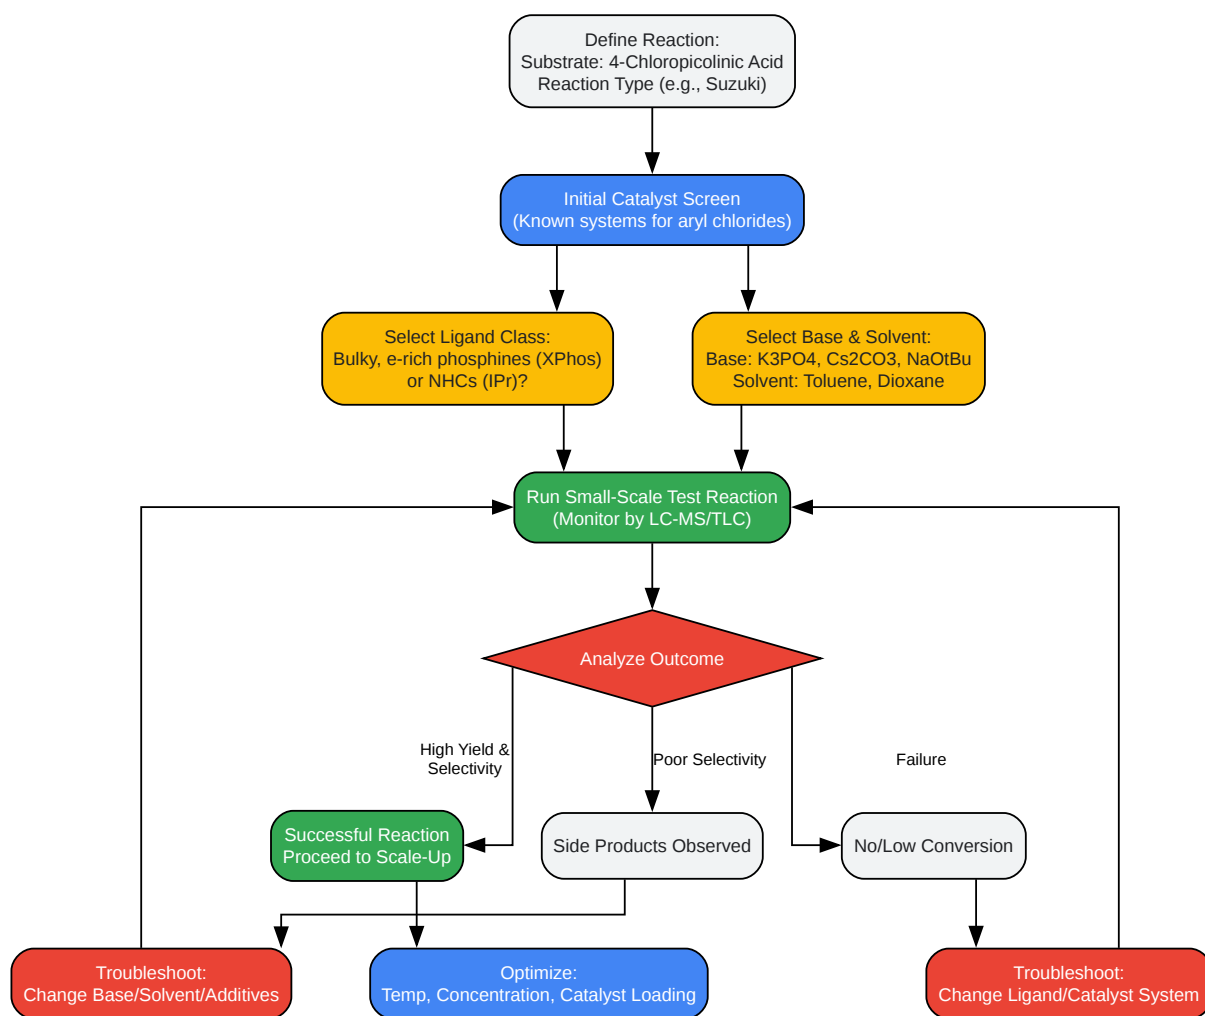 Define Reaction:
Substrate: 4-Chloropicolinic Acid
Reaction Type (e.g., Suzuki)
Initial Catalyst Screen
(Known systems for aryl chlorides)
Select Ligand Class:
Bulky, e-rich phosphines (XPhos)
or NHCs (IPr)?
Select Base & Solvent:
Base: K3PO4, Cs2CO3, NaOtBu
Solvent: Toluene, Dioxane
Run Small-Scale Test Reaction
(Monitor by LC-MS/TLC)
Analyze Outcome
High Yield &
Selectivity
Poor Selectivity
Failure
Successful Reaction
Proceed to Scale-Up
Side Products Observed
No/Low Conversion
Troubleshoot:
Change Base/Solvent/Additives
Optimize:
Temp, Concentration, Catalyst Loading
Troubleshoot:
Change Ligand/Catalyst System